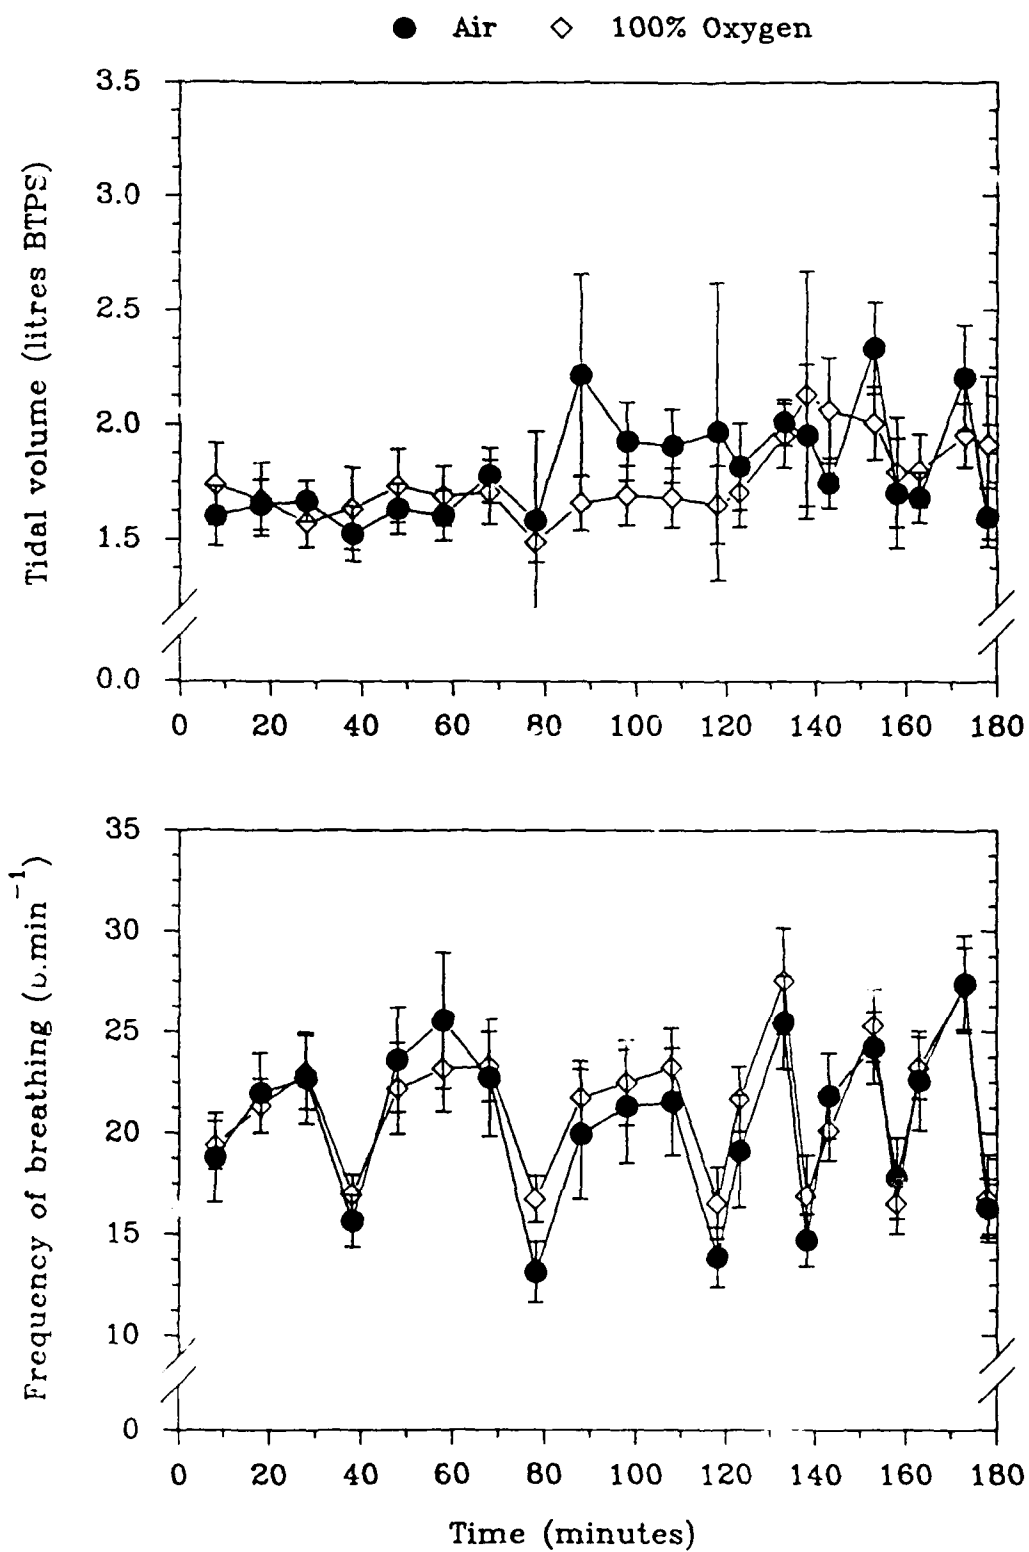 Air 100% Oxygen
3.5
3.0
2.5
2.0
1.5
0.0
Tidal volume (litres BTPS)
0 20 40 60 100 120 140 160 180
35
30
25
20
15
10
0
Frequency of breathing (b.min⁻¹)
0 20 40 60 80 100 120 140 160 180
Time (minutes)